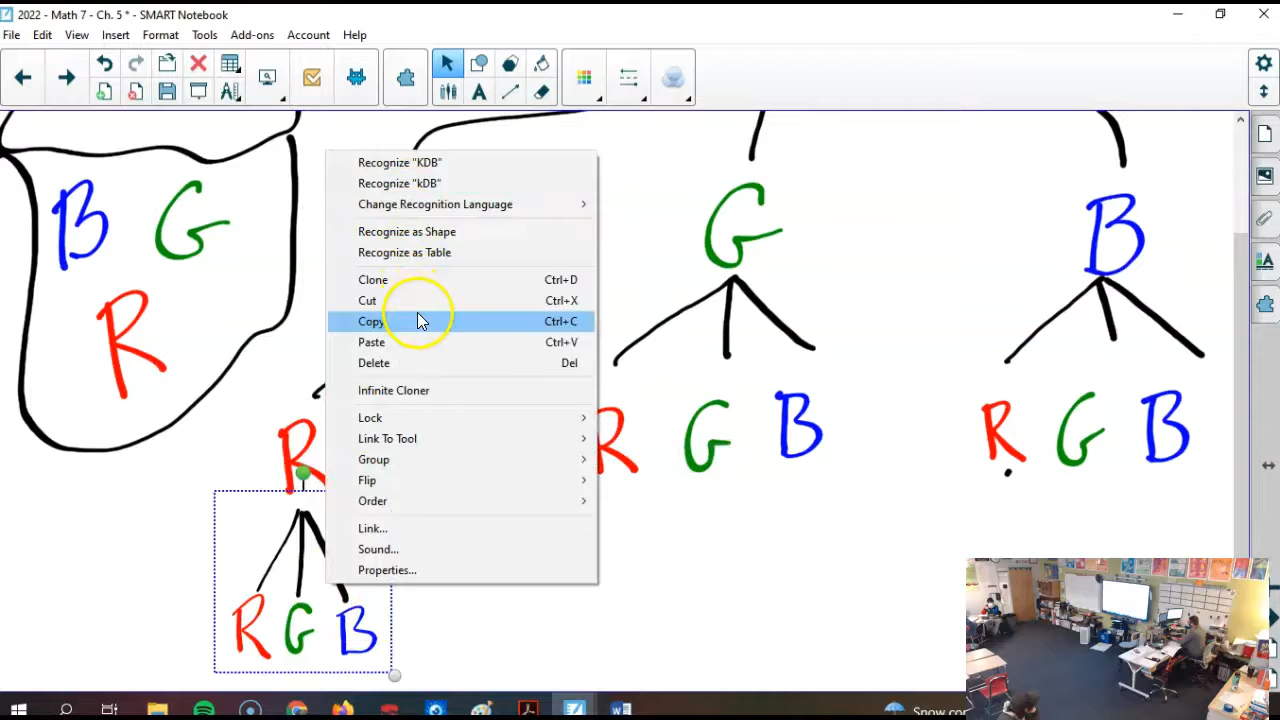 2022 - Math 7 - Ch. 5 * - SMART Notebook
File Edit View Insert Format Tools Add-ons Account Help
Recognize "KDB"
Recognize "kDB"
Change Recognition Language
Recognize as Shape
Recognize as Table
Clone Ctrl+D
Cut Ctrl+X
Copy Ctrl+C
Paste Ctrl+V
Delete Del
Infinite Cloner
Lock
Link To Tool
Group
Flip
Order
Link...
Sound...
Properties...
B G
R
G B
R R G B R G B
R G B
Snow com